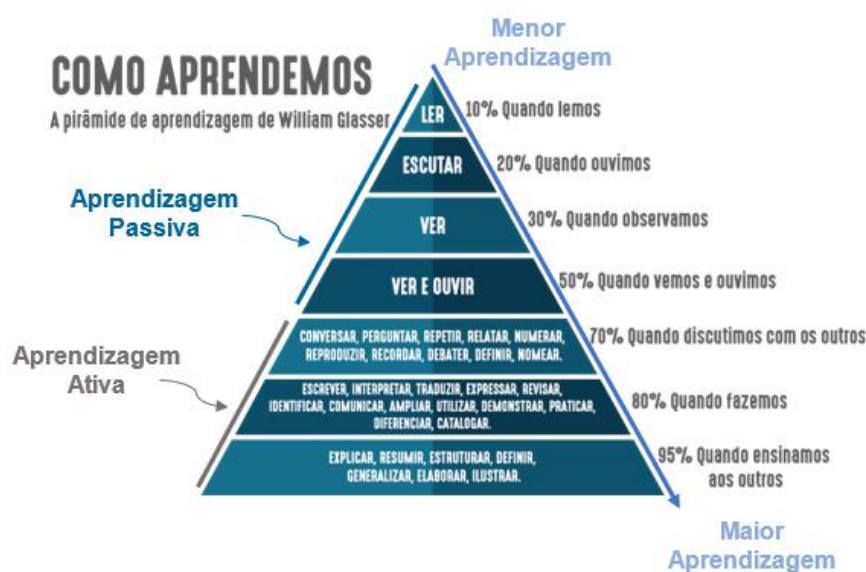 Menor
Aprendizagem
COMO APRENDEMOS
A pirâmide de aprendizagem de William Glasser
LER
10% Quando lemos
ESCUTAR
20% Quando ouvimos
Aprendizagem
Passiva
VER
30% Quando observamos
VER E OUVIR
50% Quando vemos e ouvimos
CONVERSAR, PERGUNTAR, REPETIR, RELATAR, NUMERAR,
REPRODUZIR, RECORDAR, DEBATER, DEFINIR, NOMEAR.
70% Quando discutimos com os outros
Aprendizagem
Ativa
ESCREVER, INTERPRETAR, TRADUZIR, EXPRESSAR, REVISAR,
IDENTIFICAR, COMUNICAR, AMPLIAR, UTILIZAR, DEMONSTRAR, PRATICAR,
DIFERENCIAR, CATALOGAR.
80% Quando fazemos
EXPLICAR, RESUMIR, ESTRUTURAR, DEFINIR,
GENERALIZAR, ELABORAR, ILUSTRAR.
95% Quando ensinamos
aos outros
Maior
Aprendizagem